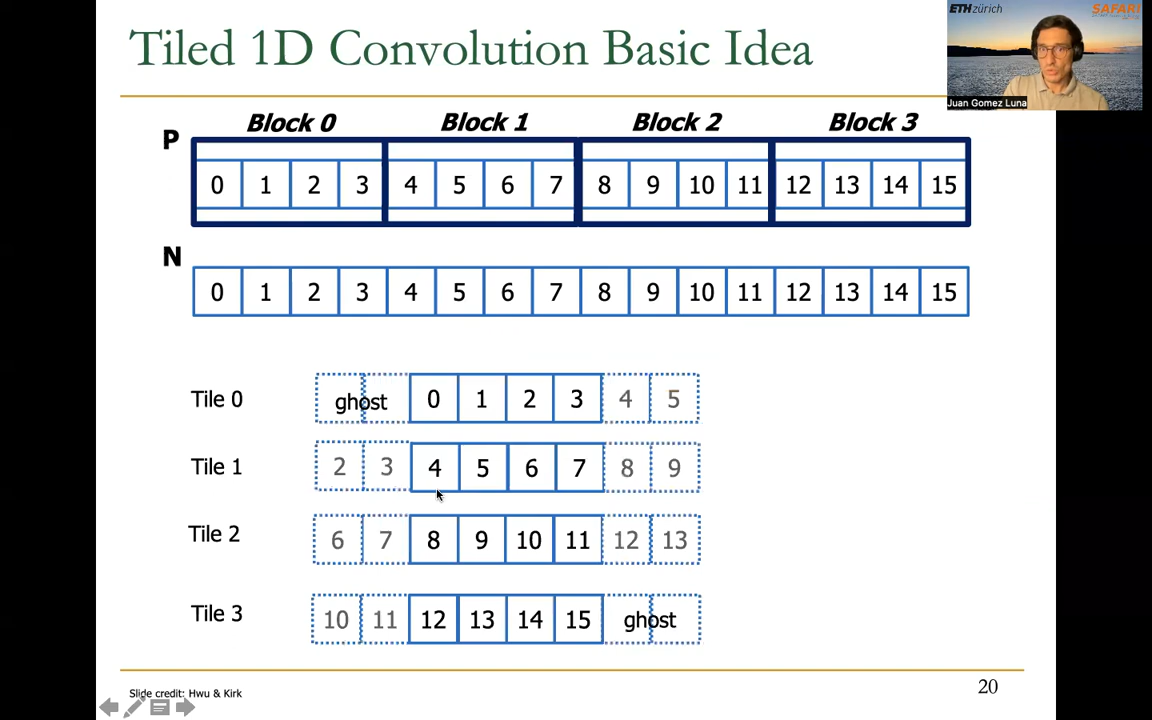 Tiled 1D Convolution Basic Idea
ETH zürich
SAFARI
Juan Gomez Luna
Block 0 Block 1 Block 2 Block 3
P
0 1 2 3 4 5 6 7 8 9 10 11 12 13 14 15
N
0 1 2 3 4 5 6 7 8 9 10 11 12 13 14 15
Tile 0 ghost 0 1 2 3 4 5
Tile 1 2 3 4 5 6 7 8 9
Tile 2 6 7 8 9 10 11 12 13
Tile 3 10 11 12 13 14 15 ghost
Slide credit: Hwu & Kirk
20